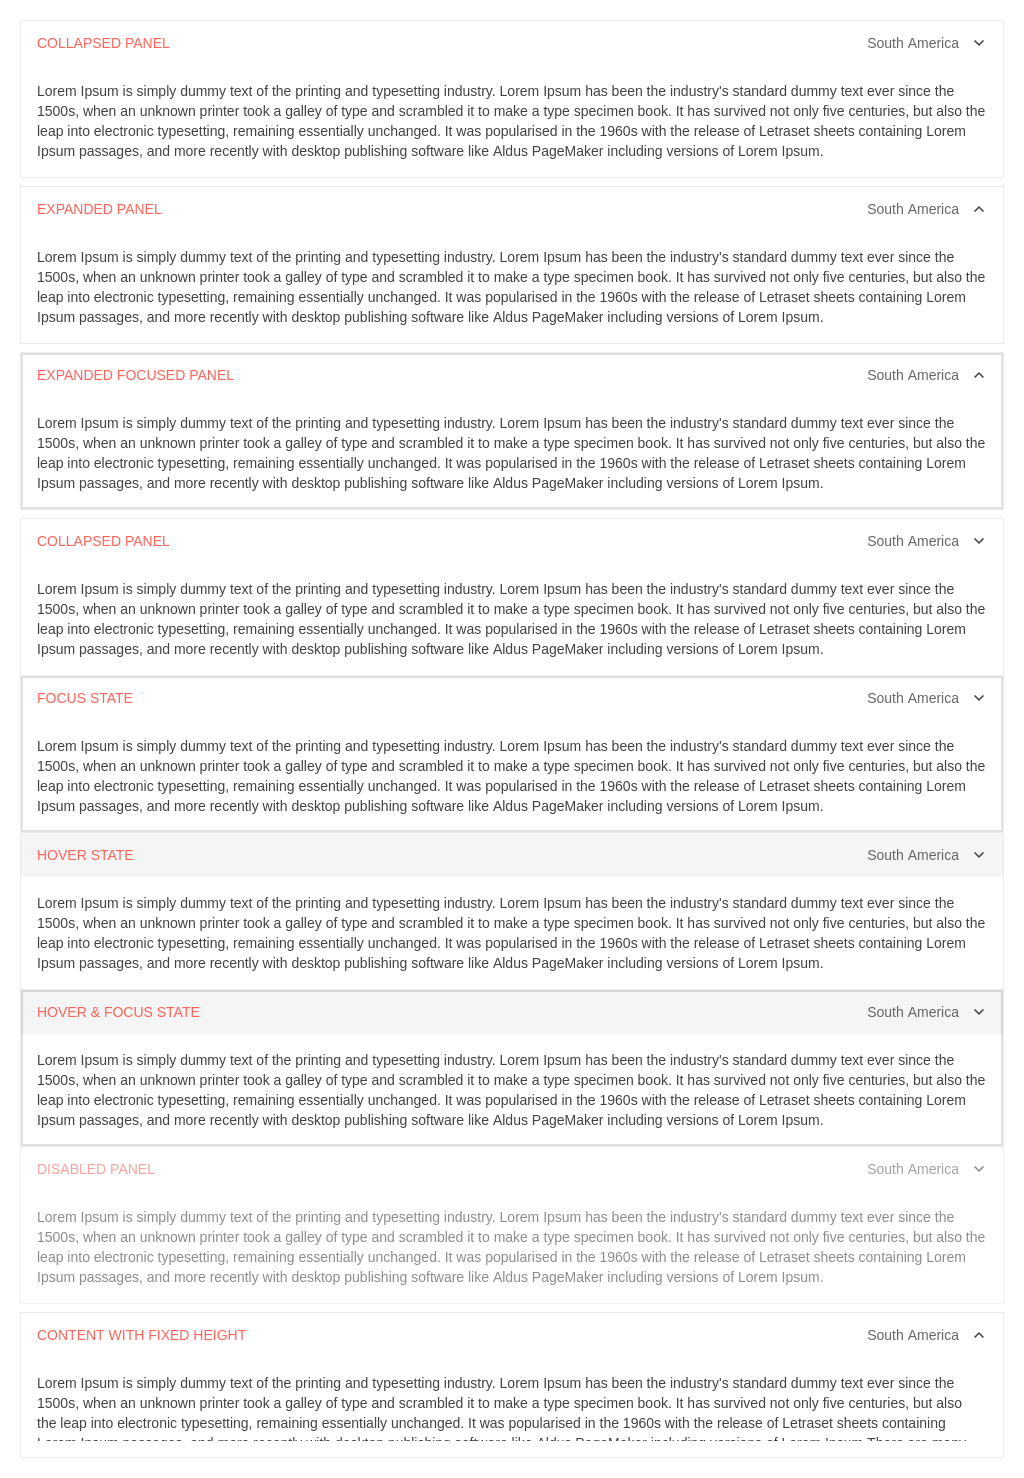 COLLAPSED PANEL South America
Lorem Ipsum is simply dummy text of the printing and typesetting industry. Lorem Ipsum has been the industry's standard dummy text ever since the
1500s, when an unknown printer took a galley of type and scrambled it to make a type specimen book. It has survived not only five centuries, but also the
leap into electronic typesetting, remaining essentially unchanged. It was popularised in the 1960s with the release of Letraset sheets containing Lorem
Ipsum passages, and more recently with desktop publishing software like Aldus PageMaker including versions of Lorem Ipsum.
EXPANDED PANEL South America
Lorem Ipsum is simply dummy text of the printing and typesetting industry. Lorem Ipsum has been the industry's standard dummy text ever since the
1500s, when an unknown printer took a galley of type and scrambled it to make a type specimen book. It has survived not only five centuries, but also the
leap into electronic typesetting, remaining essentially unchanged. It was popularised in the 1960s with the release of Letraset sheets containing Lorem
Ipsum passages, and more recently with desktop publishing software like Aldus PageMaker including versions of Lorem Ipsum.
EXPANDED FOCUSED PANEL South America
Lorem Ipsum is simply dummy text of the printing and typesetting industry. Lorem Ipsum has been the industry's standard dummy text ever since the
1500s, when an unknown printer took a galley of type and scrambled it to make a type specimen book. It has survived not only five centuries, but also the
leap into electronic typesetting, remaining essentially unchanged. It was popularised in the 1960s with the release of Letraset sheets containing Lorem
Ipsum passages, and more recently with desktop publishing software like Aldus PageMaker including versions of Lorem Ipsum.
COLLAPSED PANEL South America
Lorem Ipsum is simply dummy text of the printing and typesetting industry. Lorem Ipsum has been the industry's standard dummy text ever since the
1500s, when an unknown printer took a galley of type and scrambled it to make a type specimen book. It has survived not only five centuries, but also the
leap into electronic typesetting, remaining essentially unchanged. It was popularised in the 1960s with the release of Letraset sheets containing Lorem
Ipsum passages, and more recently with desktop publishing software like Aldus PageMaker including versions of Lorem Ipsum.
FOCUS STATE South America
Lorem Ipsum is simply dummy text of the printing and typesetting industry. Lorem Ipsum has been the industry's standard dummy text ever since the
1500s, when an unknown printer took a galley of type and scrambled it to make a type specimen book. It has survived not only five centuries, but also the
leap into electronic typesetting, remaining essentially unchanged. It was popularised in the 1960s with the release of Letraset sheets containing Lorem
Ipsum passages, and more recently with desktop publishing software like Aldus PageMaker including versions of Lorem Ipsum.
HOVER STATE South America
Lorem Ipsum is simply dummy text of the printing and typesetting industry. Lorem Ipsum has been the industry's standard dummy text ever since the
1500s, when an unknown printer took a galley of type and scrambled it to make a type specimen book. It has survived not only five centuries, but also the
leap into electronic typesetting, remaining essentially unchanged. It was popularised in the 1960s with the release of Letraset sheets containing Lorem
Ipsum passages, and more recently with desktop publishing software like Aldus PageMaker including versions of Lorem Ipsum.
HOVER & FOCUS STATE South America
Lorem Ipsum is simply dummy text of the printing and typesetting industry. Lorem Ipsum has been the industry's standard dummy text ever since the
1500s, when an unknown printer took a galley of type and scrambled it to make a type specimen book. It has survived not only five centuries, but also the
leap into electronic typesetting, remaining essentially unchanged. It was popularised in the 1960s with the release of Letraset sheets containing Lorem
Ipsum passages, and more recently with desktop publishing software like Aldus PageMaker including versions of Lorem Ipsum.
DISABLED PANEL South America
Lorem Ipsum is simply dummy text of the printing and typesetting industry. Lorem Ipsum has been the industry's standard dummy text ever since the
1500s, when an unknown printer took a galley of type and scrambled it to make a type specimen book. It has survived not only five centuries, but also the
leap into electronic typesetting, remaining essentially unchanged. It was popularised in the 1960s with the release of Letraset sheets containing Lorem
Ipsum passages, and more recently with desktop publishing software like Aldus PageMaker including versions of Lorem Ipsum.
CONTENT WITH FIXED HEIGHT South America
Lorem Ipsum is simply dummy text of the printing and typesetting industry. Lorem Ipsum has been the industry's standard dummy text ever since the
1500s, when an unknown printer took a galley of type and scrambled it to make a type specimen book. It has survived not only five centuries, but also
the leap into electronic typesetting, remaining essentially unchanged. It was popularised in the 1960s with the release of Letraset sheets containing